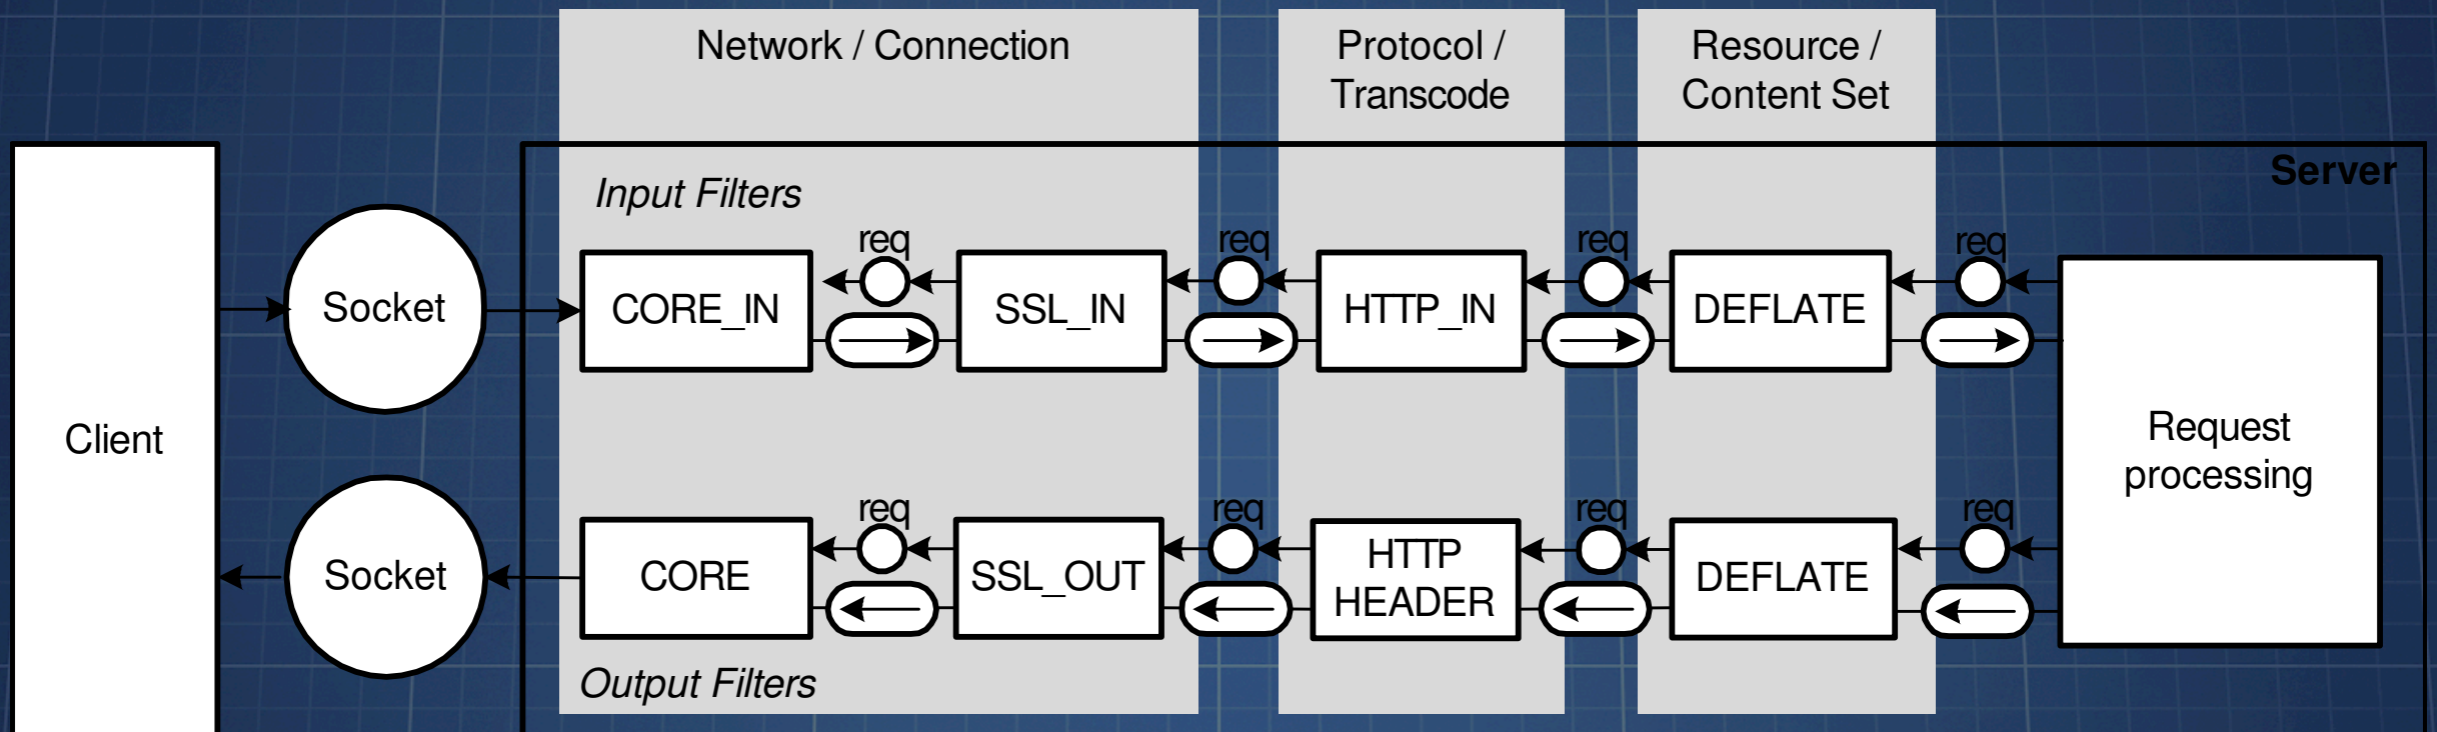 Network / Connection
Protocol /
Transcode
Resource /
Content Set
Server
Input Filters
req
req
req
req
Socket
CORE_IN
SSL_IN
HTTP_IN
DEFLATE
Client
Request
processing
req
req
req
req
Socket
CORE
SSL_OUT
HTTP
HEADER
DEFLATE
Output Filters